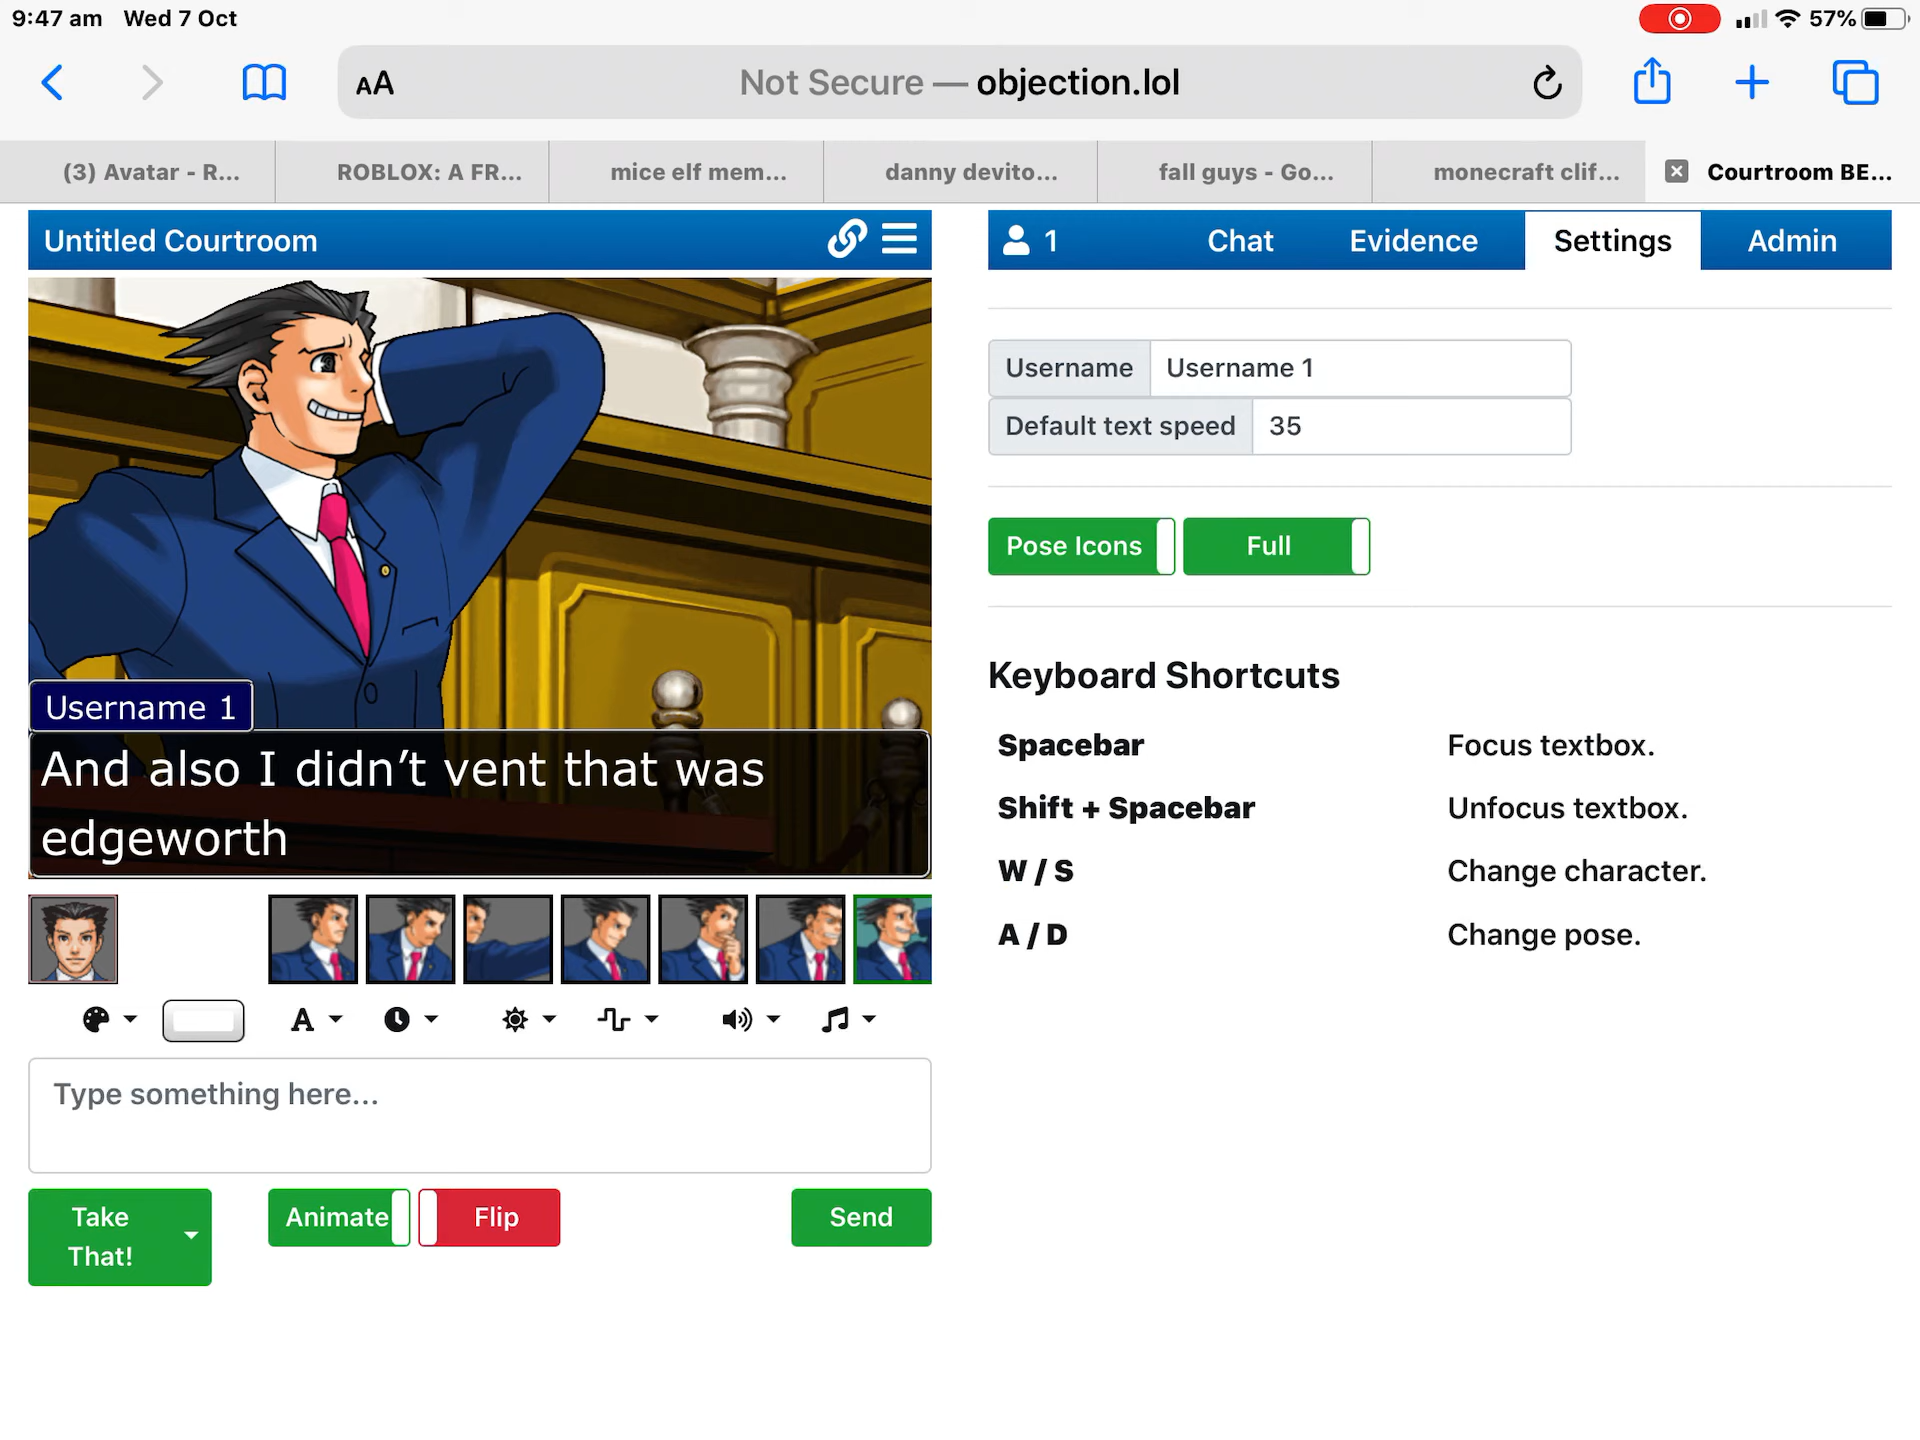 9:47 am Wed 7 Oct
57%
AA
Not Secure — objection.lol
(3) Avatar - R...
ROBLOX: A FR...
mice elf mem...
danny devito...
fall guys - Go...
monecraft clif...
Courtroom BE...
Untitled Courtroom
1
Chat
Evidence
Settings
Admin
Username 1
And also I didn’t vent that was
edgeworth
A
Type something here...
Take
That!
Animate
Flip
Send
Username
Username 1
Default text speed
35
Pose Icons
Full
Keyboard Shortcuts
Spacebar Focus textbox.
Shift + Spacebar Unfocus textbox.
W / S Change character.
A / D Change pose.